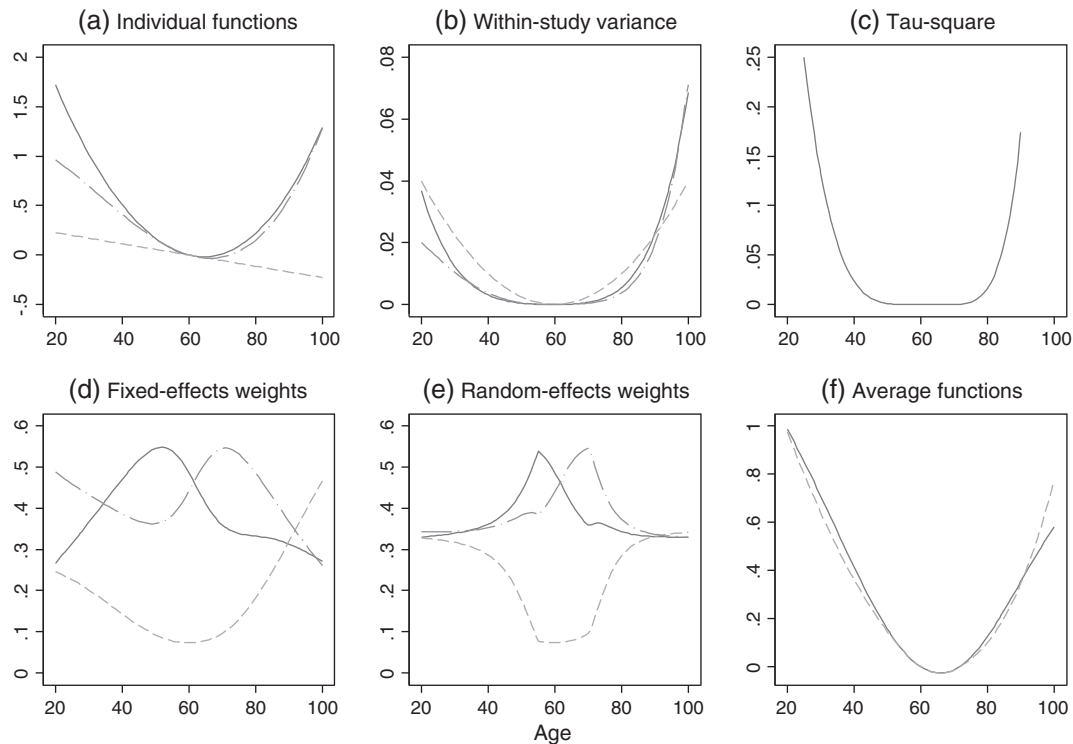 (a) Individual functions
2
1.5
1
.5
0
-.5
20 40 60 80 100
(b) Within-study variance
.08
.06
.04
.02
0
20 40 60 80 100
(c) Tau-square
.25
.2
.15
.1
.05
0
20 40 60 80 100
(d) Fixed-effects weights
.6
.5
.4
.3
.2
.1
0
20 40 60 80 100
(e) Random-effects weights
.6
.5
.4
.3
.2
.1
0
20 40 60 80 100
(f) Average functions
1
.8
.6
.4
.2
0
20 40 60 80 100
Age